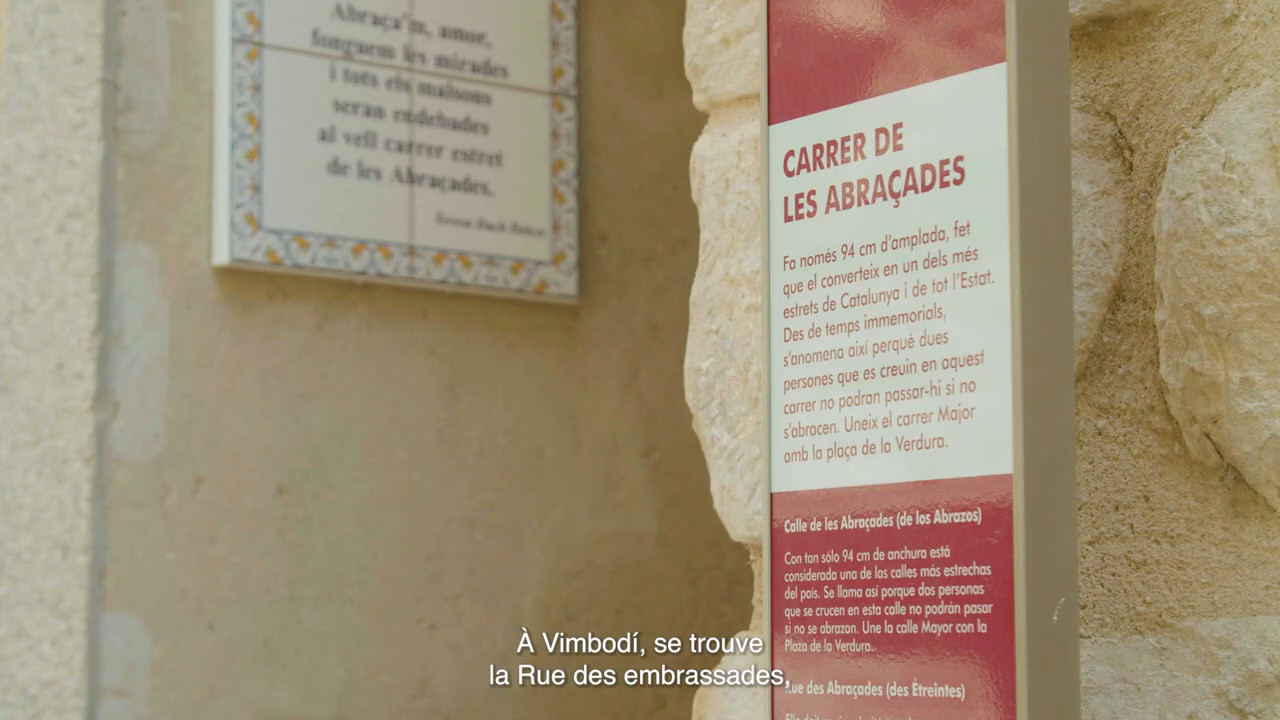 Abraça'm, amor,
fonguem les mirades
i tots els malsons
seran endebades
al vell carrer estret
de les Abraçades.
CARRER DE
LES ABRAÇADES
Fa només 94 cm d'amplada, fet
que el converteix en un dels més
estrets de Catalunya i de tot l'Estat.
Des de temps immemorials,
s'anomena així perquè dues
persones que es creuin en aquest
carrer no podran passar-hi si no
s'abracen. Uneix el carrer Major
amb la plaça de la Verdura.
Calle de les Abraçades (de los Abrazos)
Con tan sólo 94 cm de anchura está
considerada una de las calles más estrechas
del país. Se llama así porque dos personas
que se crucen en esta calle no podrán pasar
si no se abrazan. Une la calle Mayor con la
Plaza de la Verdura.
Rue des Abraçades (des Étreintes)
À Vimbodí, se trouve
la Rue des embrassades,